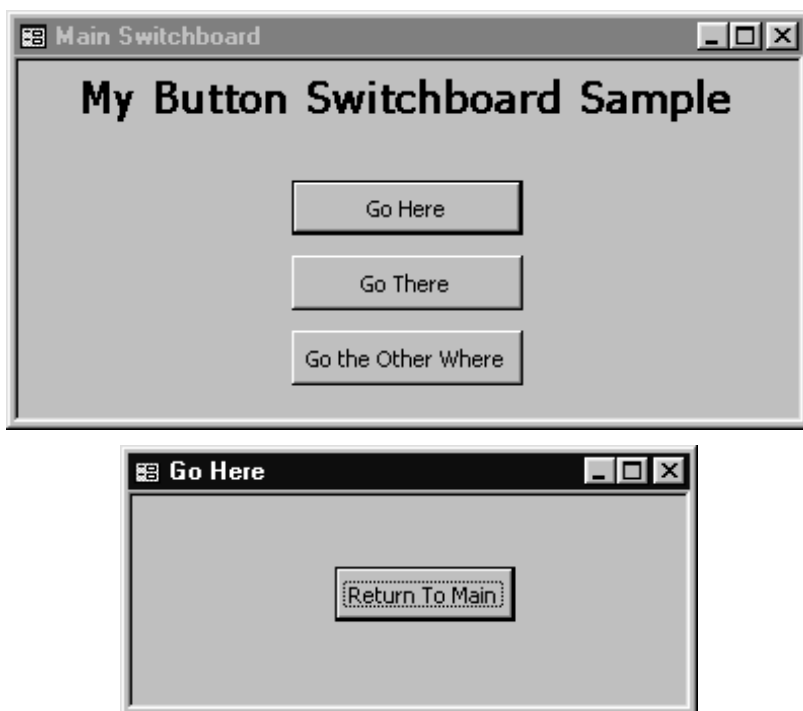 Main Switchboard
My Button Switchboard Sample
Go Here
Go There
Go the Other Where
Go Here
Return To Main